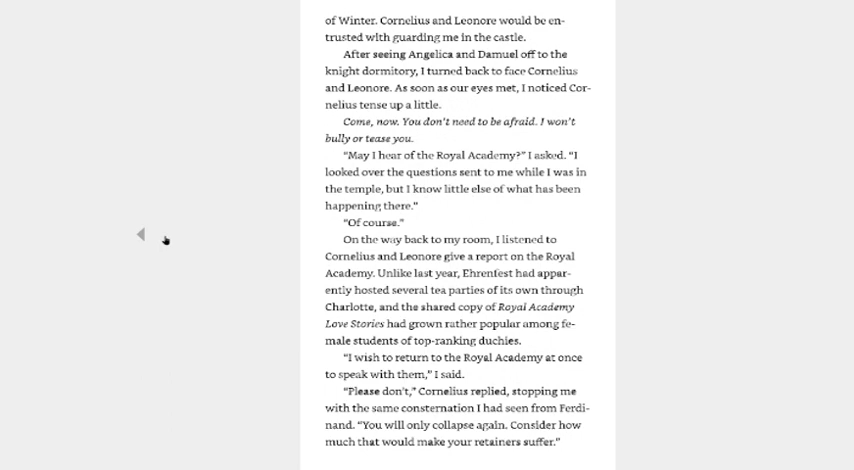 of Winter. Cornelius and Leonore would be en-
trusted with guarding me in the castle.
After seeing Angelica and Damuel off to the
knight dormitory, I turned back to face Cornelius
and Leonore. As soon as our eyes met, I noticed Cor-
nelius tense up a little.
Come, now. You don't need to be afraid. I won't
bully or tease you.
"May I hear of the Royal Academy?" I asked. "I
looked over the questions sent to me while I was in
the temple, but I know little else of what has been
happening there."
"Of course."
On the way back to my room, I listened to
Cornelius and Leonore give a report on the Royal
Academy. Unlike last year, Ehrenfest had appar-
ently hosted several tea parties of its own through
Charlotte, and the shared copy of Royal Academy
Love Stories had grown rather popular among fe-
male students of top-ranking duchies.
"I wish to return to the Royal Academy at once
to speak with them," I said.
"Please don't," Cornelius replied, stopping me
with the same consternation I had seen from Ferdi-
nand. "You will only collapse again. Consider how
much that would make your retainers suffer."